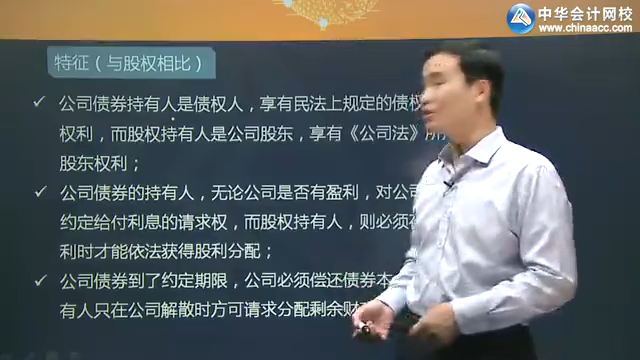 中华会计网校
www.chinaacc.com
特征（与股权相比）
公司债券持有人是债权人，享有民法上规定的债权
权利，而股权持有人是公司股东，享有《公司法》所
股东权利；
公司债券的持有人，无论公司是否有盈利，对公
约定给付利息的请求权，而股权持有人，则必须
利时才能依法获得股利分配；
公司债券到了约定期限，公司必须偿还债券本
有人只在公司解散时方可请求分配剩余财